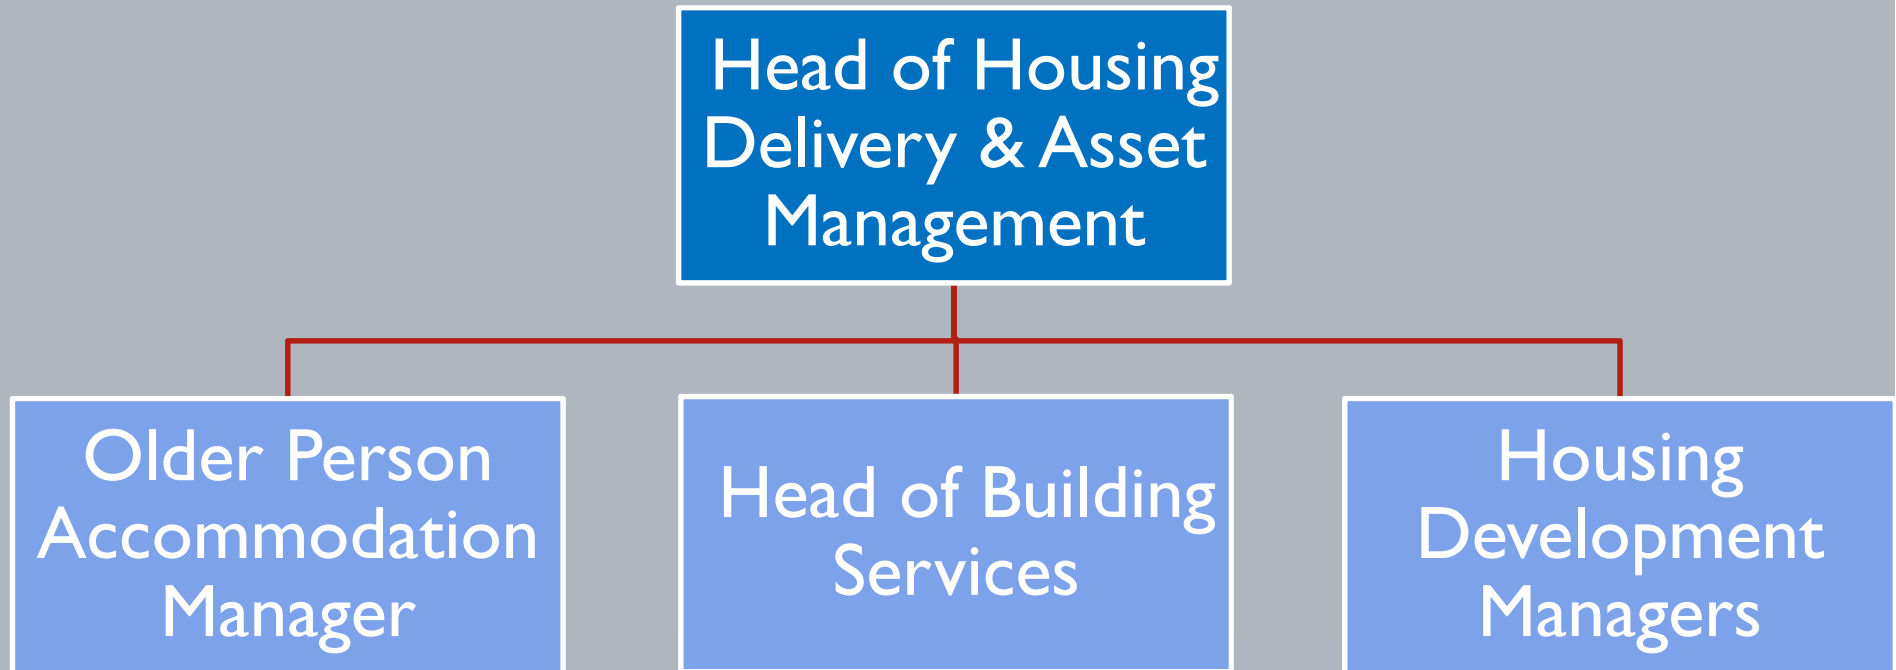 Head of Housing
Delivery & Asset
Management
Older Person
Accommodation
Manager
Head of Building
Services
Housing
Development
Managers